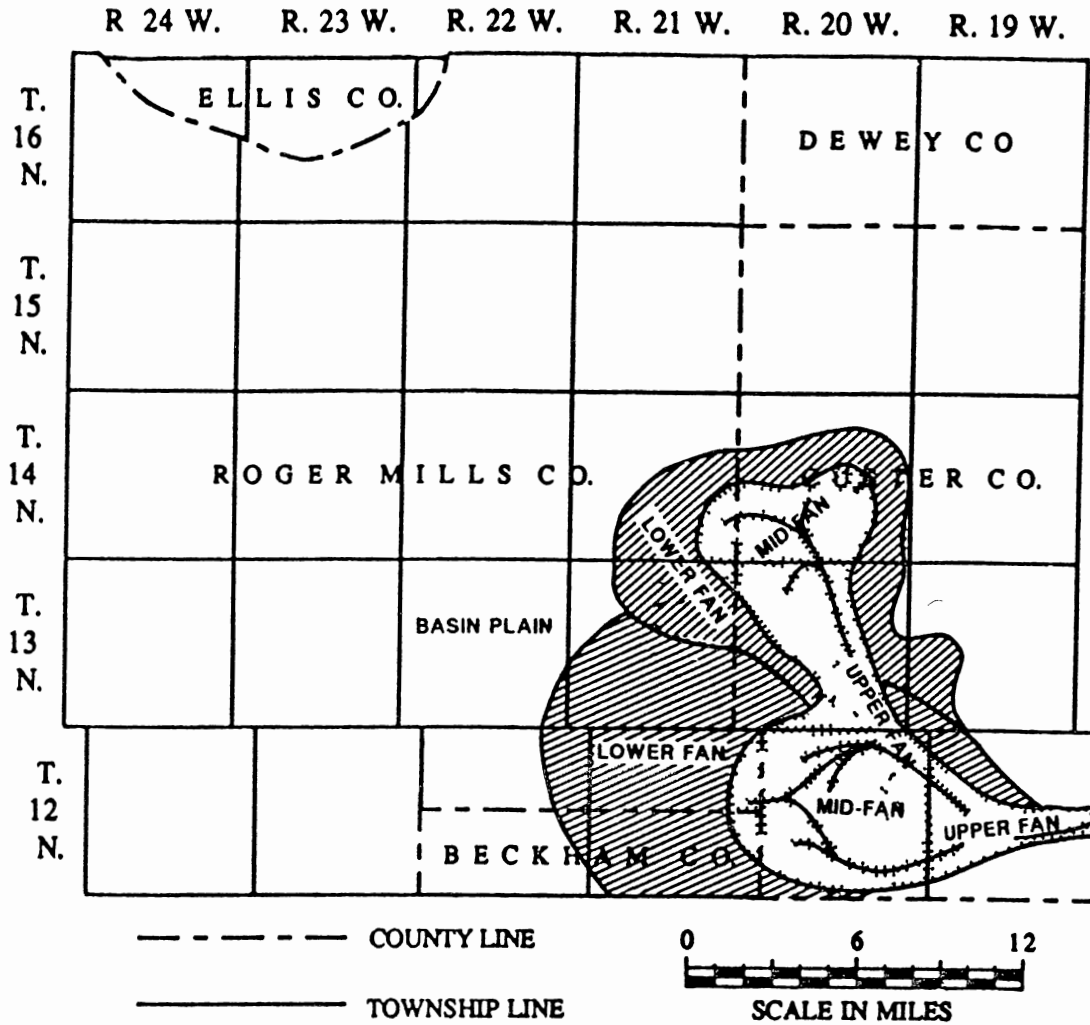 R 24 W. R. 23 W. R. 22 W. R. 21 W. R. 20 W. R. 19 W.
T.
16
N.
ELLIS CO.
DEWEY CO
T.
15
N.
T.
14
N.
ROGER MILLS CO.
CUSTER CO.
MID-FAN
LOWER FAN
T.
13
N.
BASIN PLAIN
UPPER FAN
T.
12
N.
LOWER FAN
MID-FAN
UPPER FAN
BECKHAM CO.
COUNTY LINE
TOWNSHIP LINE
0 6 12
SCALE IN MILES